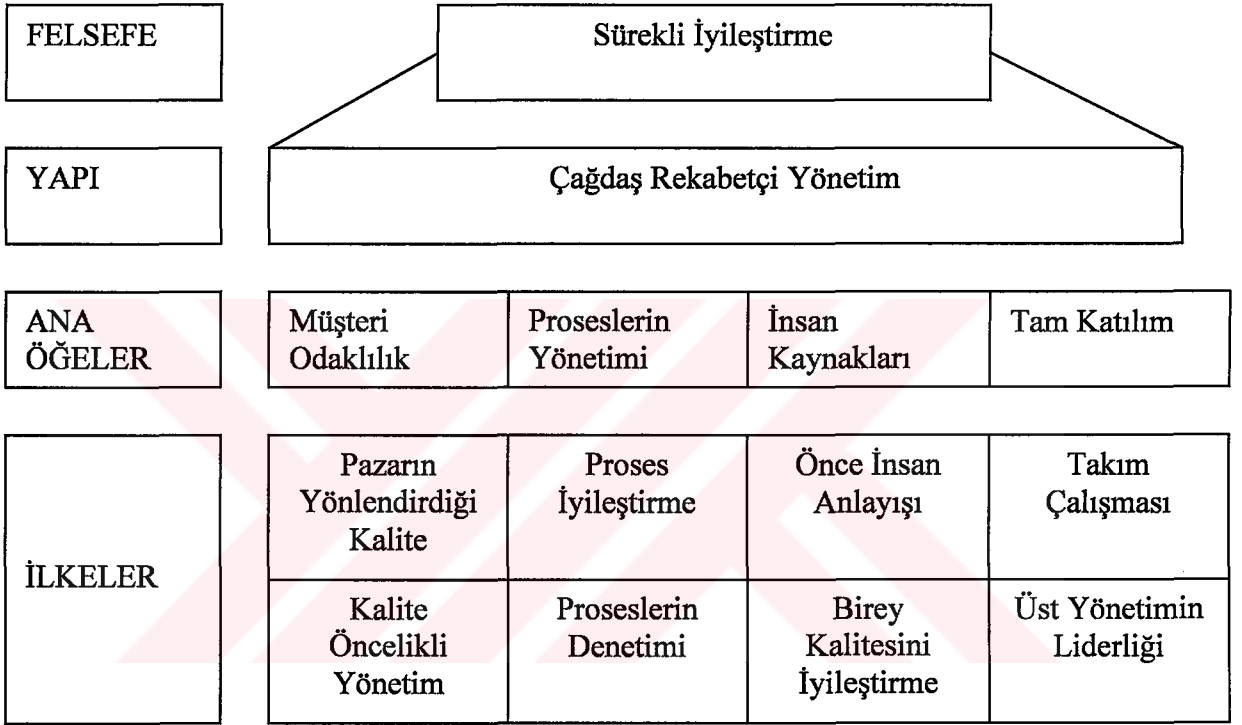 FELSEFE
Sürekli İyileştirme
YAPI
Çağdaş Rekabetçi Yönetim
ANA
ÖĞELER
Müşteri
Odaklılık
Proseslerin
Yönetimi
İnsan
Kaynakları
Tam Katılım
İLKELER
Pazarın
Yönlendirdiği
Kalite
Proses
İyileştirme
Önce İnsan
Anlayışı
Takım
Çalışması
Kalite
Öncelikli
Yönetim
Proseslerin
Denetimi
Birey
Kalitesini
İyileştirme
Üst Yönetimin
Liderliği